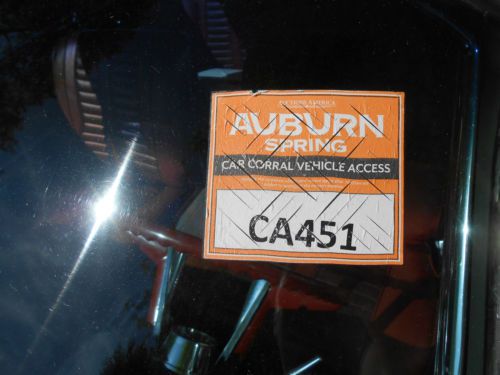 AUCTIONS AMERICA
AUBURN
SPRING
CAR CORRAL VEHICLE ACCESS
CA451